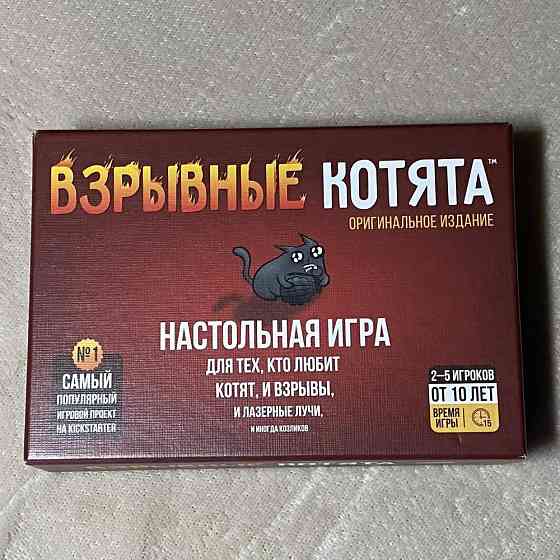 ВЗРЫВНЫЕ КОТЯТА™
ОРИГИНАЛЬНОЕ ИЗДАНИЕ
НАСТОЛЬНАЯ ИГРА
ДЛЯ ТЕХ, КТО ЛЮБИТ
КОТЯТ, И ВЗРЫВЫ,
И ЛАЗЕРНЫЕ ЛУЧИ,
И ИНОГДА КОЗЛИКОВ
№1
САМЫЙ
ПОПУЛЯРНЫЙ
ИГРОВОЙ ПРОЕКТ
НА KICKSTARTER
2–5 ИГРОКОВ
ОТ 10 ЛЕТ
ВРЕМЯ
ИГРЫ
15